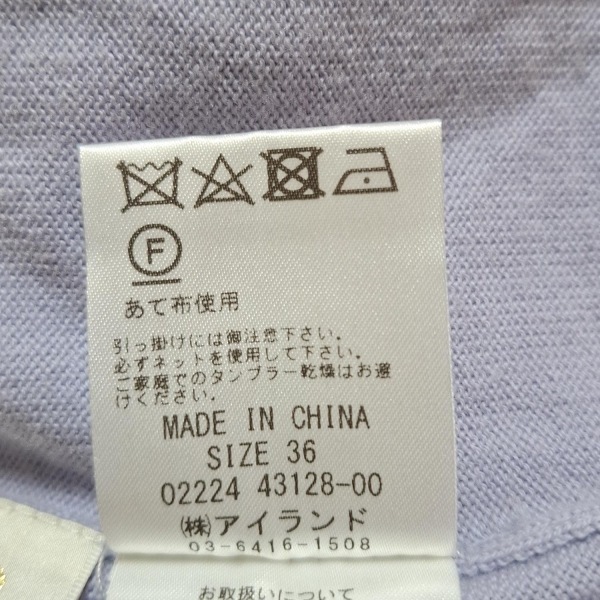 F
あて布使用
引っ掛けには御注意下さい。
必ずネットを使用して下さい。
ご家庭でのタンブラー乾燥はお避
けください。
MADE IN CHINA
SIZE 36
02224 43128-00
(株)アイランド
03-6416-1508
お取扱いについて